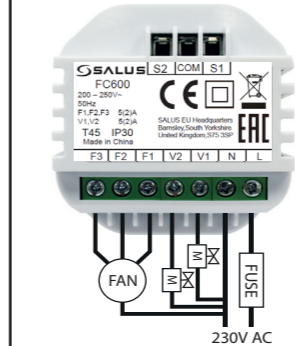 S2 COM S1
SALUS
FC600
200 – 250V~
50Hz
F1,F2,F3 5(2)A
V1,V2 5(2)A
T45 IP30
Made in China
CE
SALUS EU Headquarters
Barnsley,South Yorkshire
United Kingdom,S75 3SP
EAC
F3 F2 F1 V2 V1 N L
FAN
M
M
FUSE
230V AC